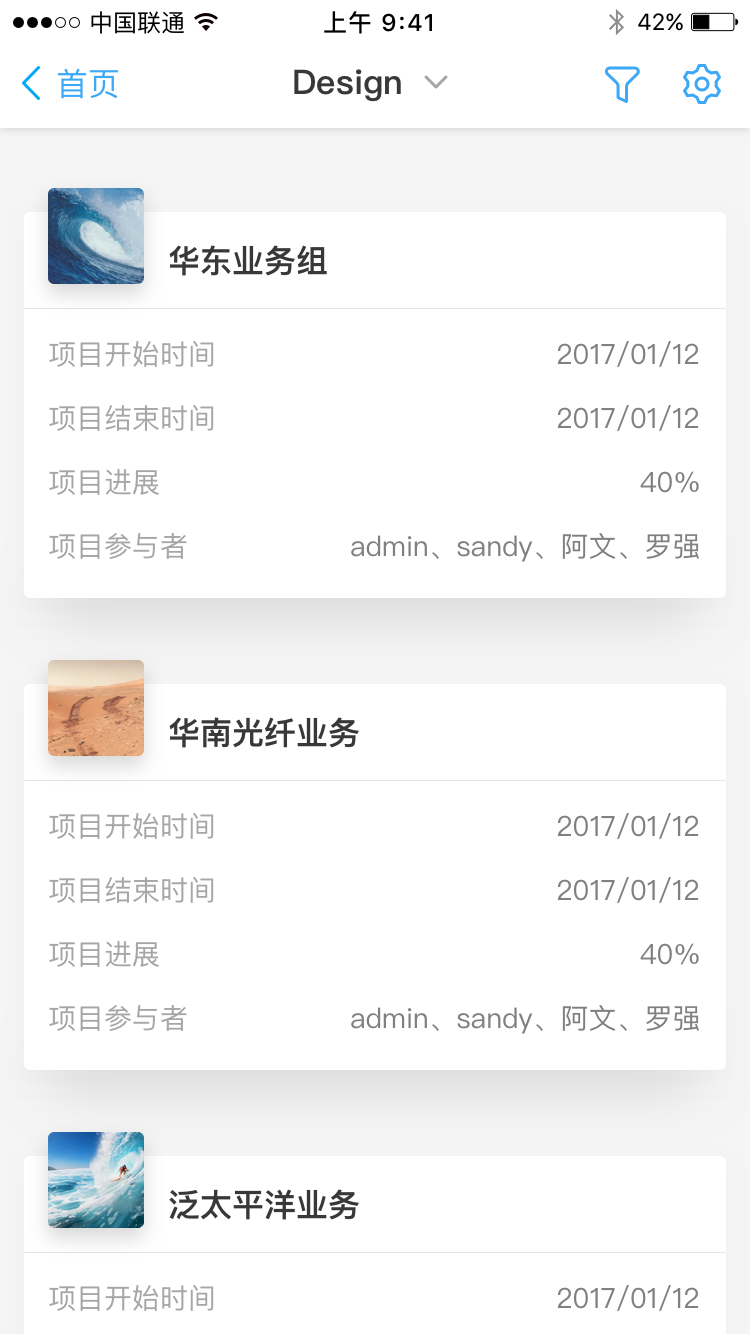 中国联通 上午 9:41 42%
首页 Design
华东业务组
项目开始时间 2017/01/12
项目结束时间 2017/01/12
项目进展 40%
项目参与者 admin、sandy、阿文、罗强
华南光纤业务
项目开始时间 2017/01/12
项目结束时间 2017/01/12
项目进展 40%
项目参与者 admin、sandy、阿文、罗强
泛太平洋业务
项目开始时间 2017/01/12